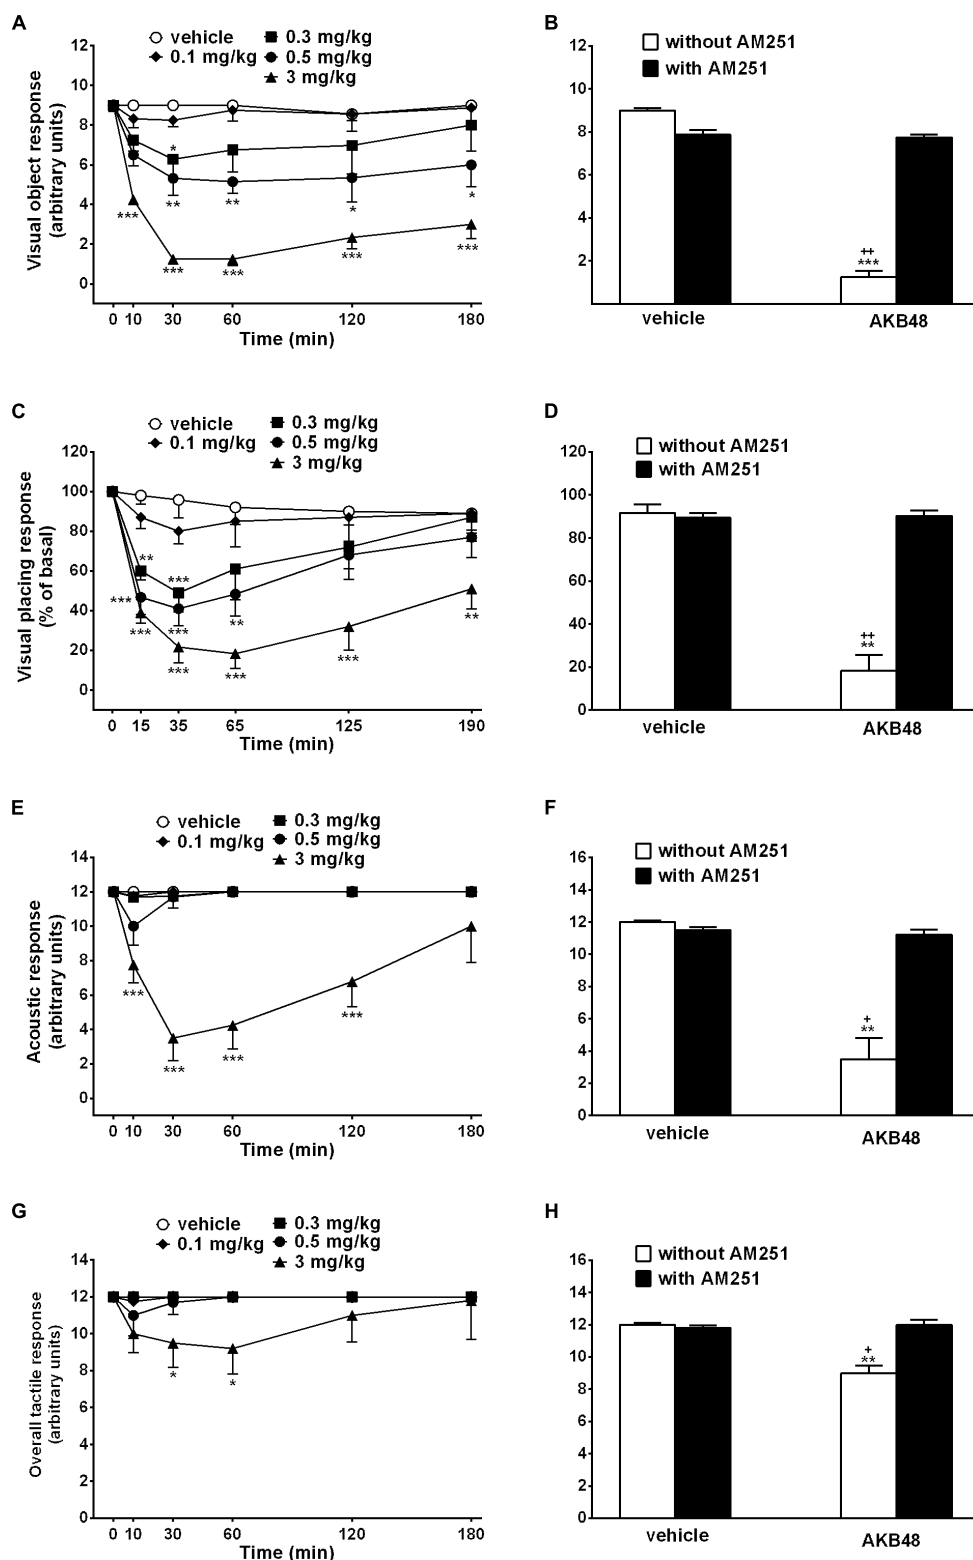 A
vehicle
0.1 mg/kg
0.3 mg/kg
0.5 mg/kg
3 mg/kg
Visual object response
(arbitrary units)
12
10
8
6
4
2
0
*
**
**
*
*
***
***
***
***
***
0 10 30 60 120 180
Time (min)
B
without AM251
with AM251
12
10
8
6
4
2
++
***
vehicle
AKB48
C
vehicle
0.1 mg/kg
0.3 mg/kg
0.5 mg/kg
3 mg/kg
Visual placing response
(% of basal)
120
100
80
60
40
20
0
**
***
***
***
***
**
***
***
***
**
0 15 35 65 125 190
Time (min)
D
without AM251
with AM251
120
100
80
60
40
20
0
++
**
vehicle
AKB48
E
vehicle
0.1 mg/kg
0.3 mg/kg
0.5 mg/kg
3 mg/kg
Acoustic response
(arbitrary units)
14
12
10
8
6
4
2
0
***
***
***
***
0 10 30 60 120 180
Time (min)
F
without AM251
with AM251
16
14
12
10
8
6
4
2
0
+
**
vehicle
AKB48
G
vehicle
0.1 mg/kg
0.3 mg/kg
0.5 mg/kg
3 mg/kg
Overall tactile response
(arbitrary units)
14
12
10
8
6
4
2
0
*
*
0 10 30 60 120 180
Time (min)
H
without AM251
with AM251
16
14
12
10
8
6
4
2
0
+
**
vehicle
AKB48